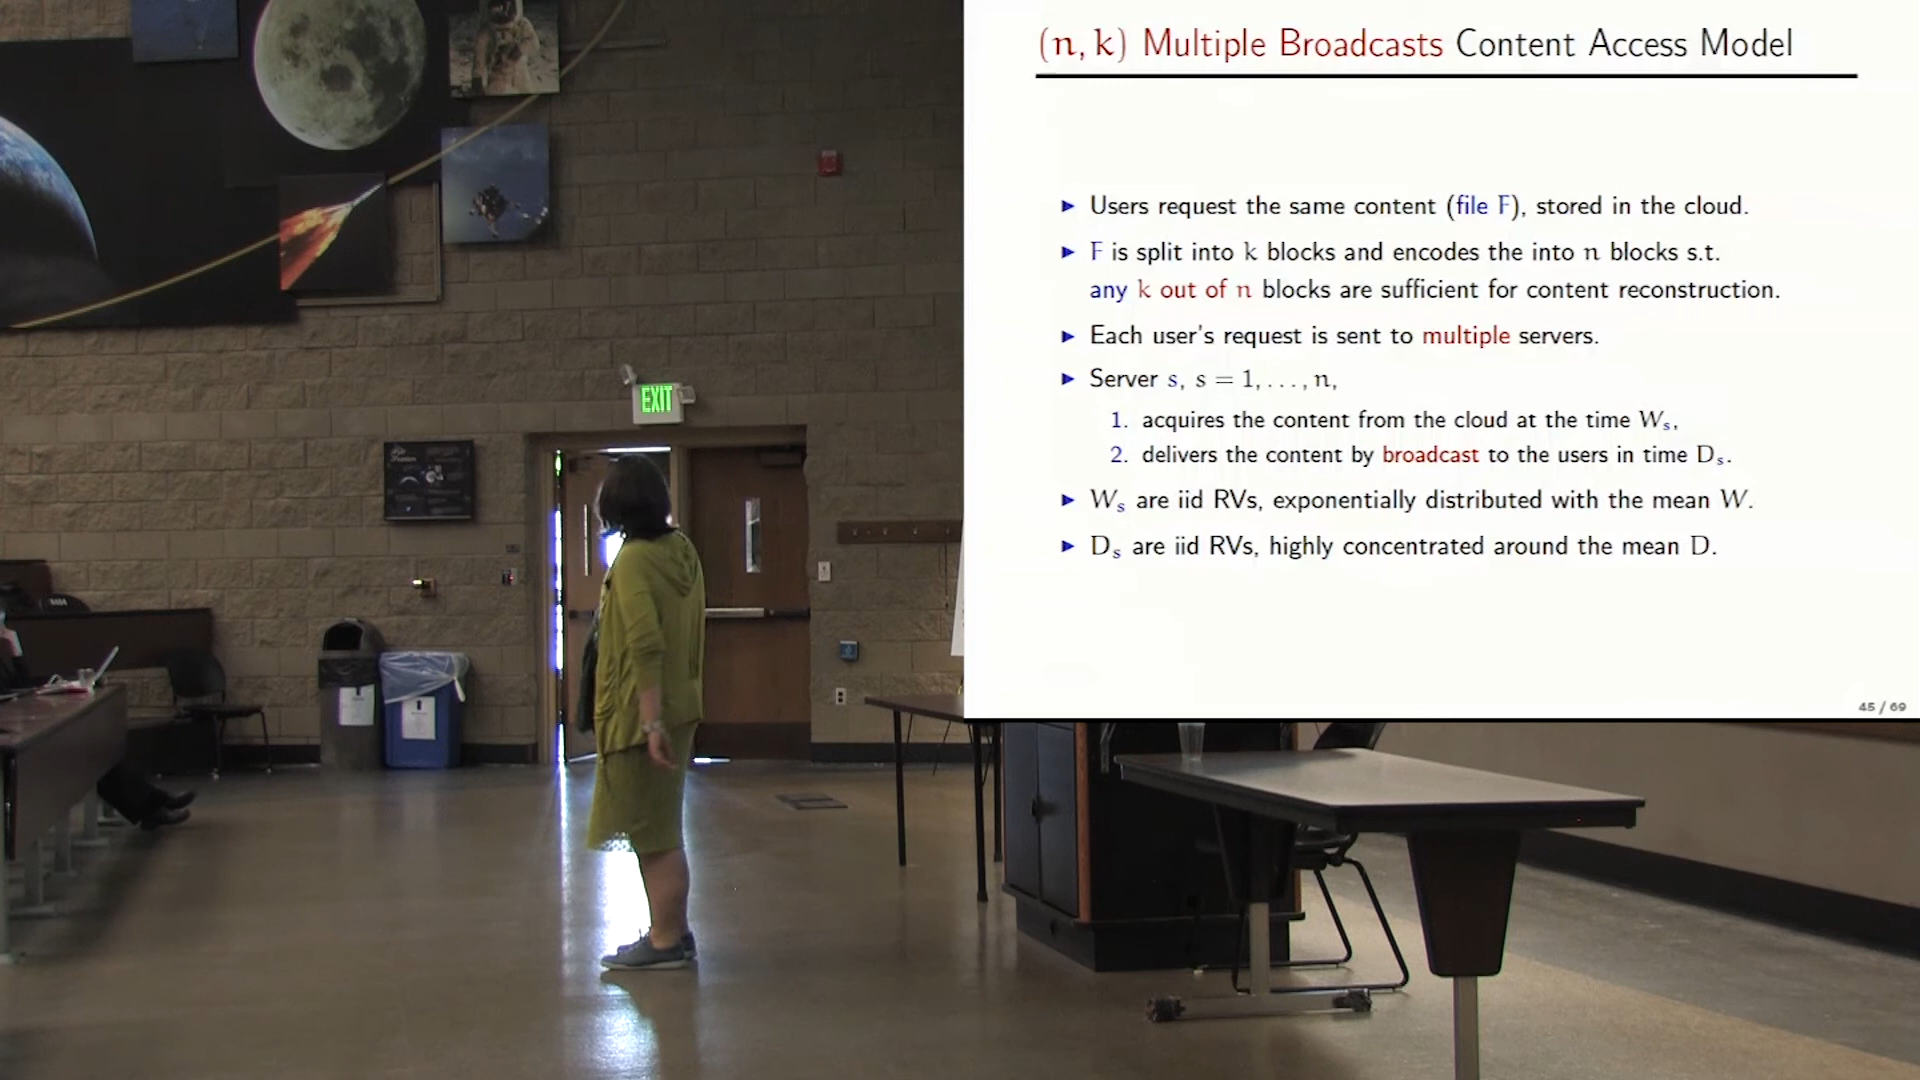 (n, k) Multiple Broadcasts Content Access Model
▶ Users request the same content (file F), stored in the cloud.
▶ F is split into k blocks and encodes the into n blocks s.t.
any k out of n blocks are sufficient for content reconstruction.
▶ Each user's request is sent to multiple servers.
▶ Server s, s = 1, . . . , n,
1. acquires the content from the cloud at the time Wₛ,
2. delivers the content by broadcast to the users in time Dₛ.
▶ Wₛ are iid RVs, exponentially distributed with the mean W.
▶ Dₛ are iid RVs, highly concentrated around the mean D.
45 / 69
EXIT